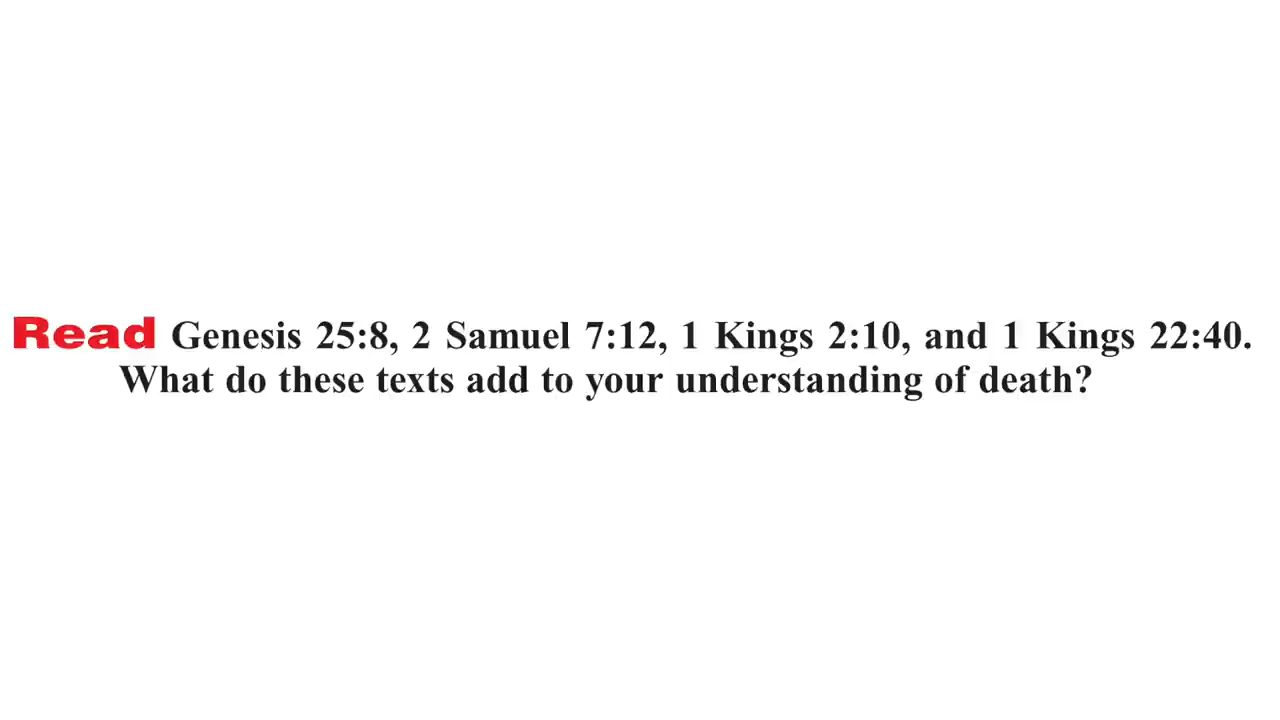 Read Genesis 25:8, 2 Samuel 7:12, 1 Kings 2:10, and 1 Kings 22:40.
What do these texts add to your understanding of death?